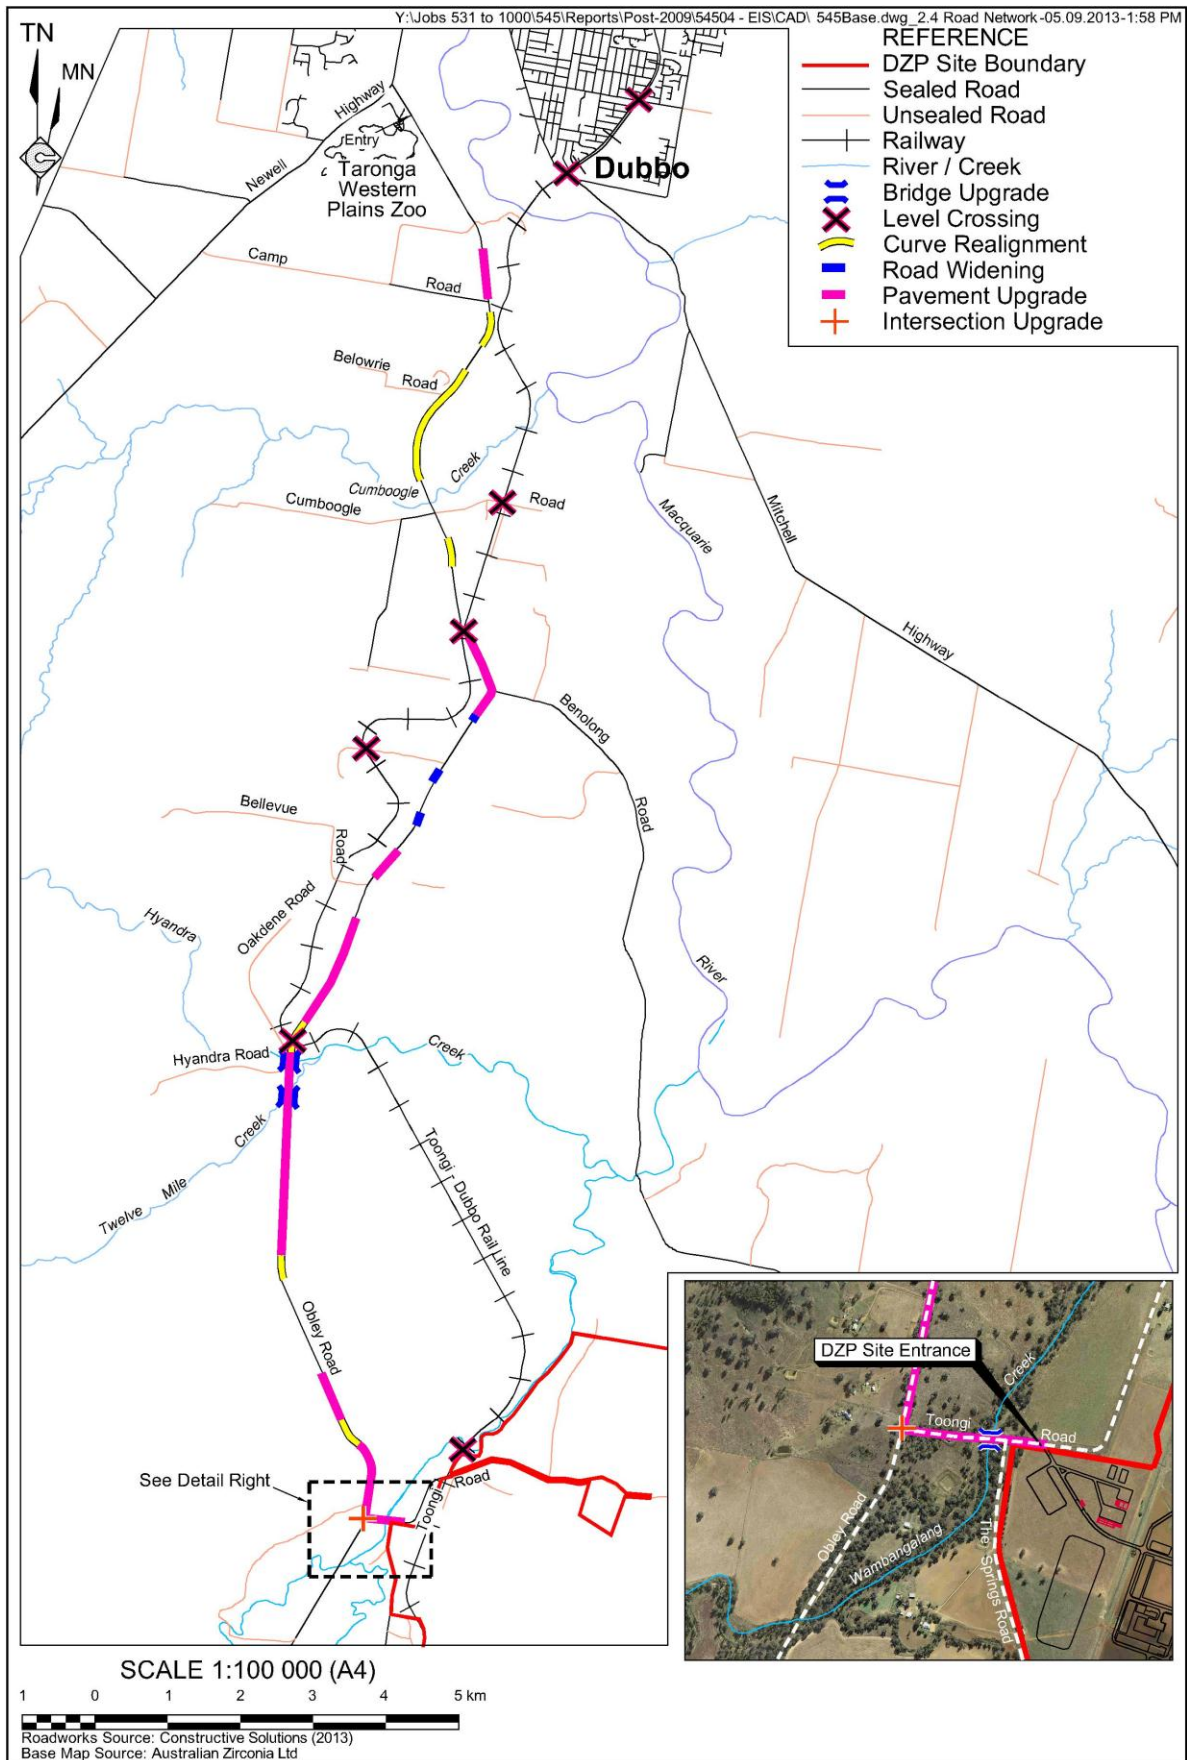 Y:\Jobs 531 to 1000\545\Reports\Post-2009\54504 - EIS\CAD\ 545Base.dwg_2.4 Road Network-05.09.2013-1:58 PM
TN
MN
REFERENCE
DZP Site Boundary
Sealed Road
Unsealed Road
Railway
River / Creek
Bridge Upgrade
Level Crossing
Curve Realignment
Road Widening
Pavement Upgrade
Intersection Upgrade
Newell
Highway
Entry
Taronga
Western
Plains Zoo
Dubbo
Camp
Road
Belowrie
Road
Cumboogle
Creek
Cumboogle
Road
Macquarie
Mitchell
Highway
Benolong
Road
Bellevue
Road
Oakdene Road
Hyandra
River
Hyandra Road
Creek
Creek
Mile
Twelve
Toongi - Dubbo Rail Line
Obley Road
See Detail Right
Toongi
Road
DZP Site Entrance
Creek
Toongi
Road
Obley Road
Wambangalang
The Springs Road
SCALE 1:100 000 (A4)
1 0 1 2 3 4 5 km
Roadworks Source: Constructive Solutions (2013)
Base Map Source: Australian Zirconia Ltd